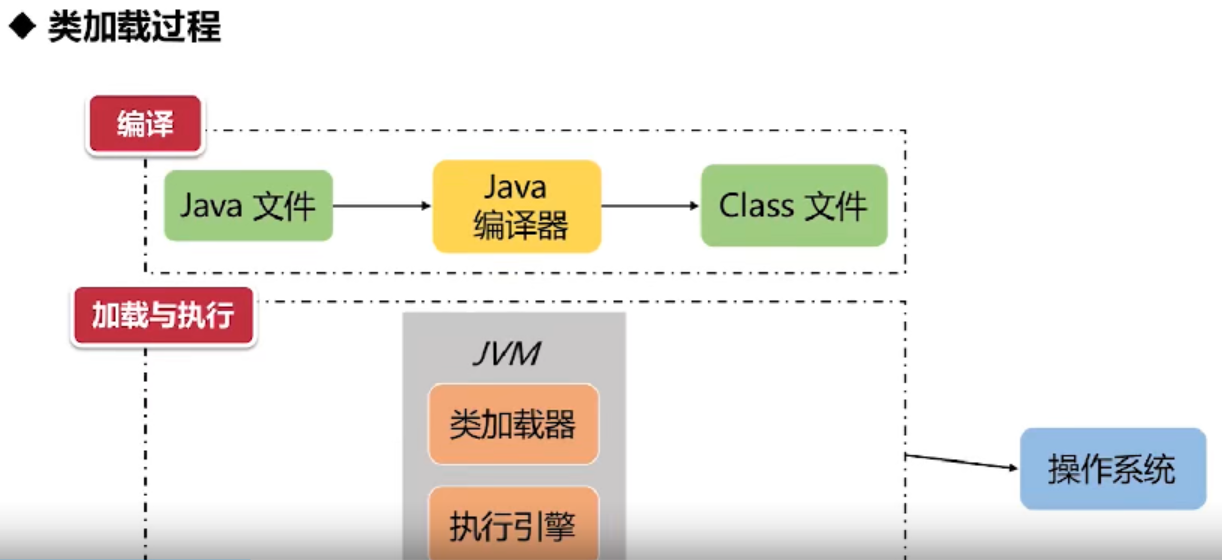 ◆ 类加载过程
编译
Java 文件
Java
编译器
Class 文件
加载与执行
JVM
类加载器
执行引擎
操作系统